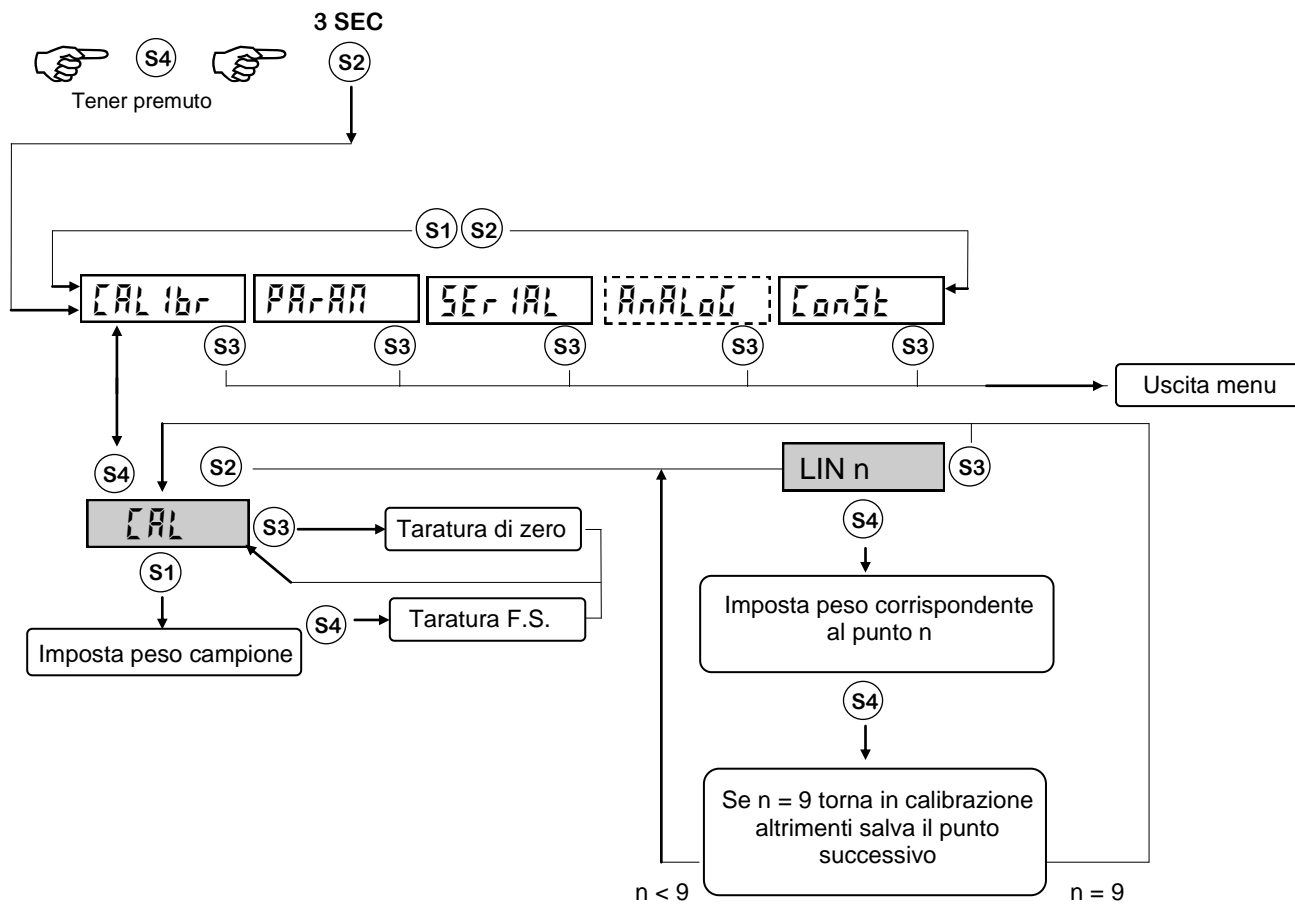 3 SEC
S4 S2
Tener premuto
S1 S2
CALIbr PArAM SErIAL AnALoG ConSt
S3 S3 S3 S3 S3
Uscita menu
S4 S2 LIN n S3
CAL S3 Taratura di zero S4
S1
Imposta peso corrispondente
al punto n
S4 Taratura F.S.
Imposta peso campione
S4
Se n = 9 torna in calibrazione
altrimenti salva il punto
successivo
n < 9 n = 9